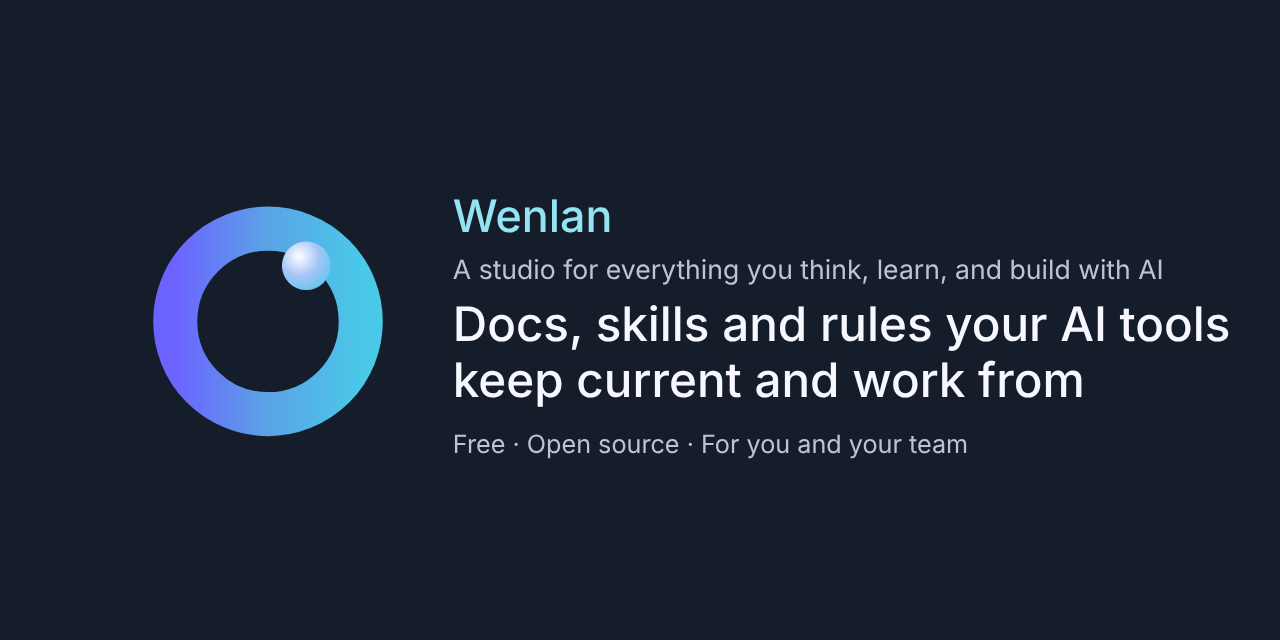 Wenlan
A studio for everything you think, learn, and build with AI
Docs, skills and rules your AI tools
keep current and work from
Free · Open source · For you and your team